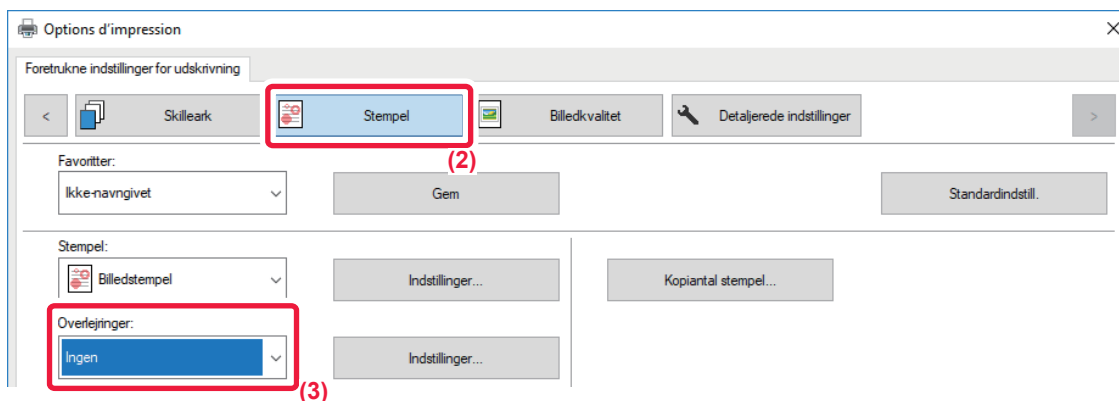 Options d'impression
Foretrukne indstillinger for udskrivning
< Skilleark Stempel Billedkvalitet Detaljerede indstillinger >
(2)
Favoritter:
Ikke-navngivet Gem Standardindstill.
Stempel:
Billedstempel Indstillinger... Kopiantal stempel...
Overlejringer:
Ingen Indstillinger...
(3)